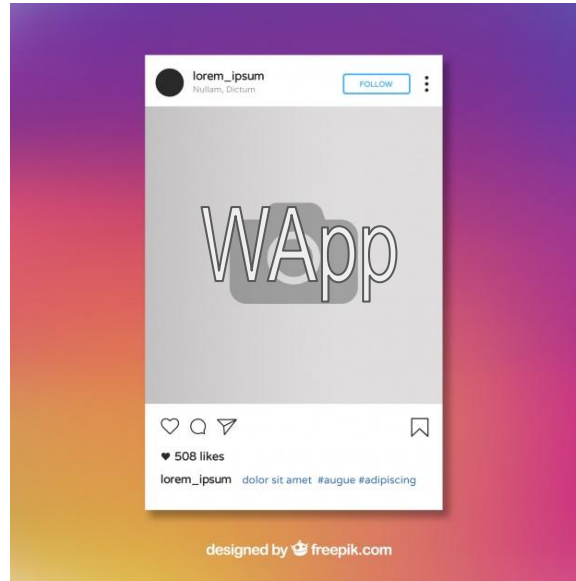 lorem_ipsum
Nullam, Dictum
FOLLOW
WApp
508 likes
lorem_ipsum dolor sit amet #augue #adipiscing
designed by freepik.com